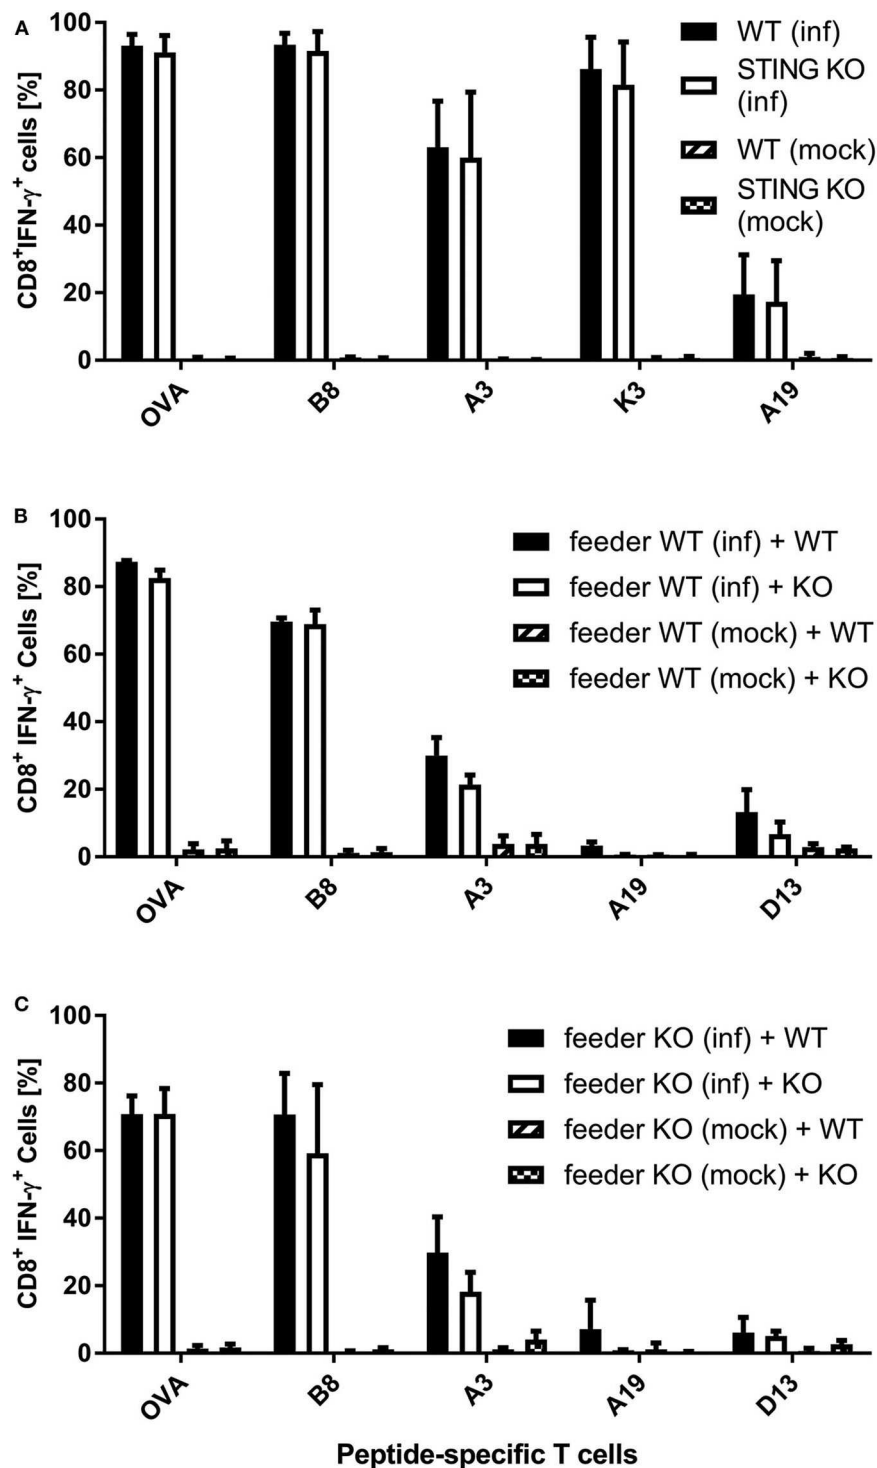 A
CD8+IFN-γ+ cells [%]
100
80
60
40
20
0
WT (inf)
STING KO
(inf)
WT (mock)
STING KO
(mock)
OVA
B8
A3
K3
A19
B
CD8+ IFN-γ+ Cells [%]
100
80
60
40
20
0
feeder WT (inf) + WT
feeder WT (inf) + KO
feeder WT (mock) + WT
feeder WT (mock) + KO
OVA
B8
A3
A19
D13
C
CD8+ IFN-γ+ Cells [%]
100
80
60
40
20
0
feeder KO (inf) + WT
feeder KO (inf) + KO
feeder KO (mock) + WT
feeder KO (mock) + KO
OVA
B8
A3
A19
D13
Peptide-specific T cells